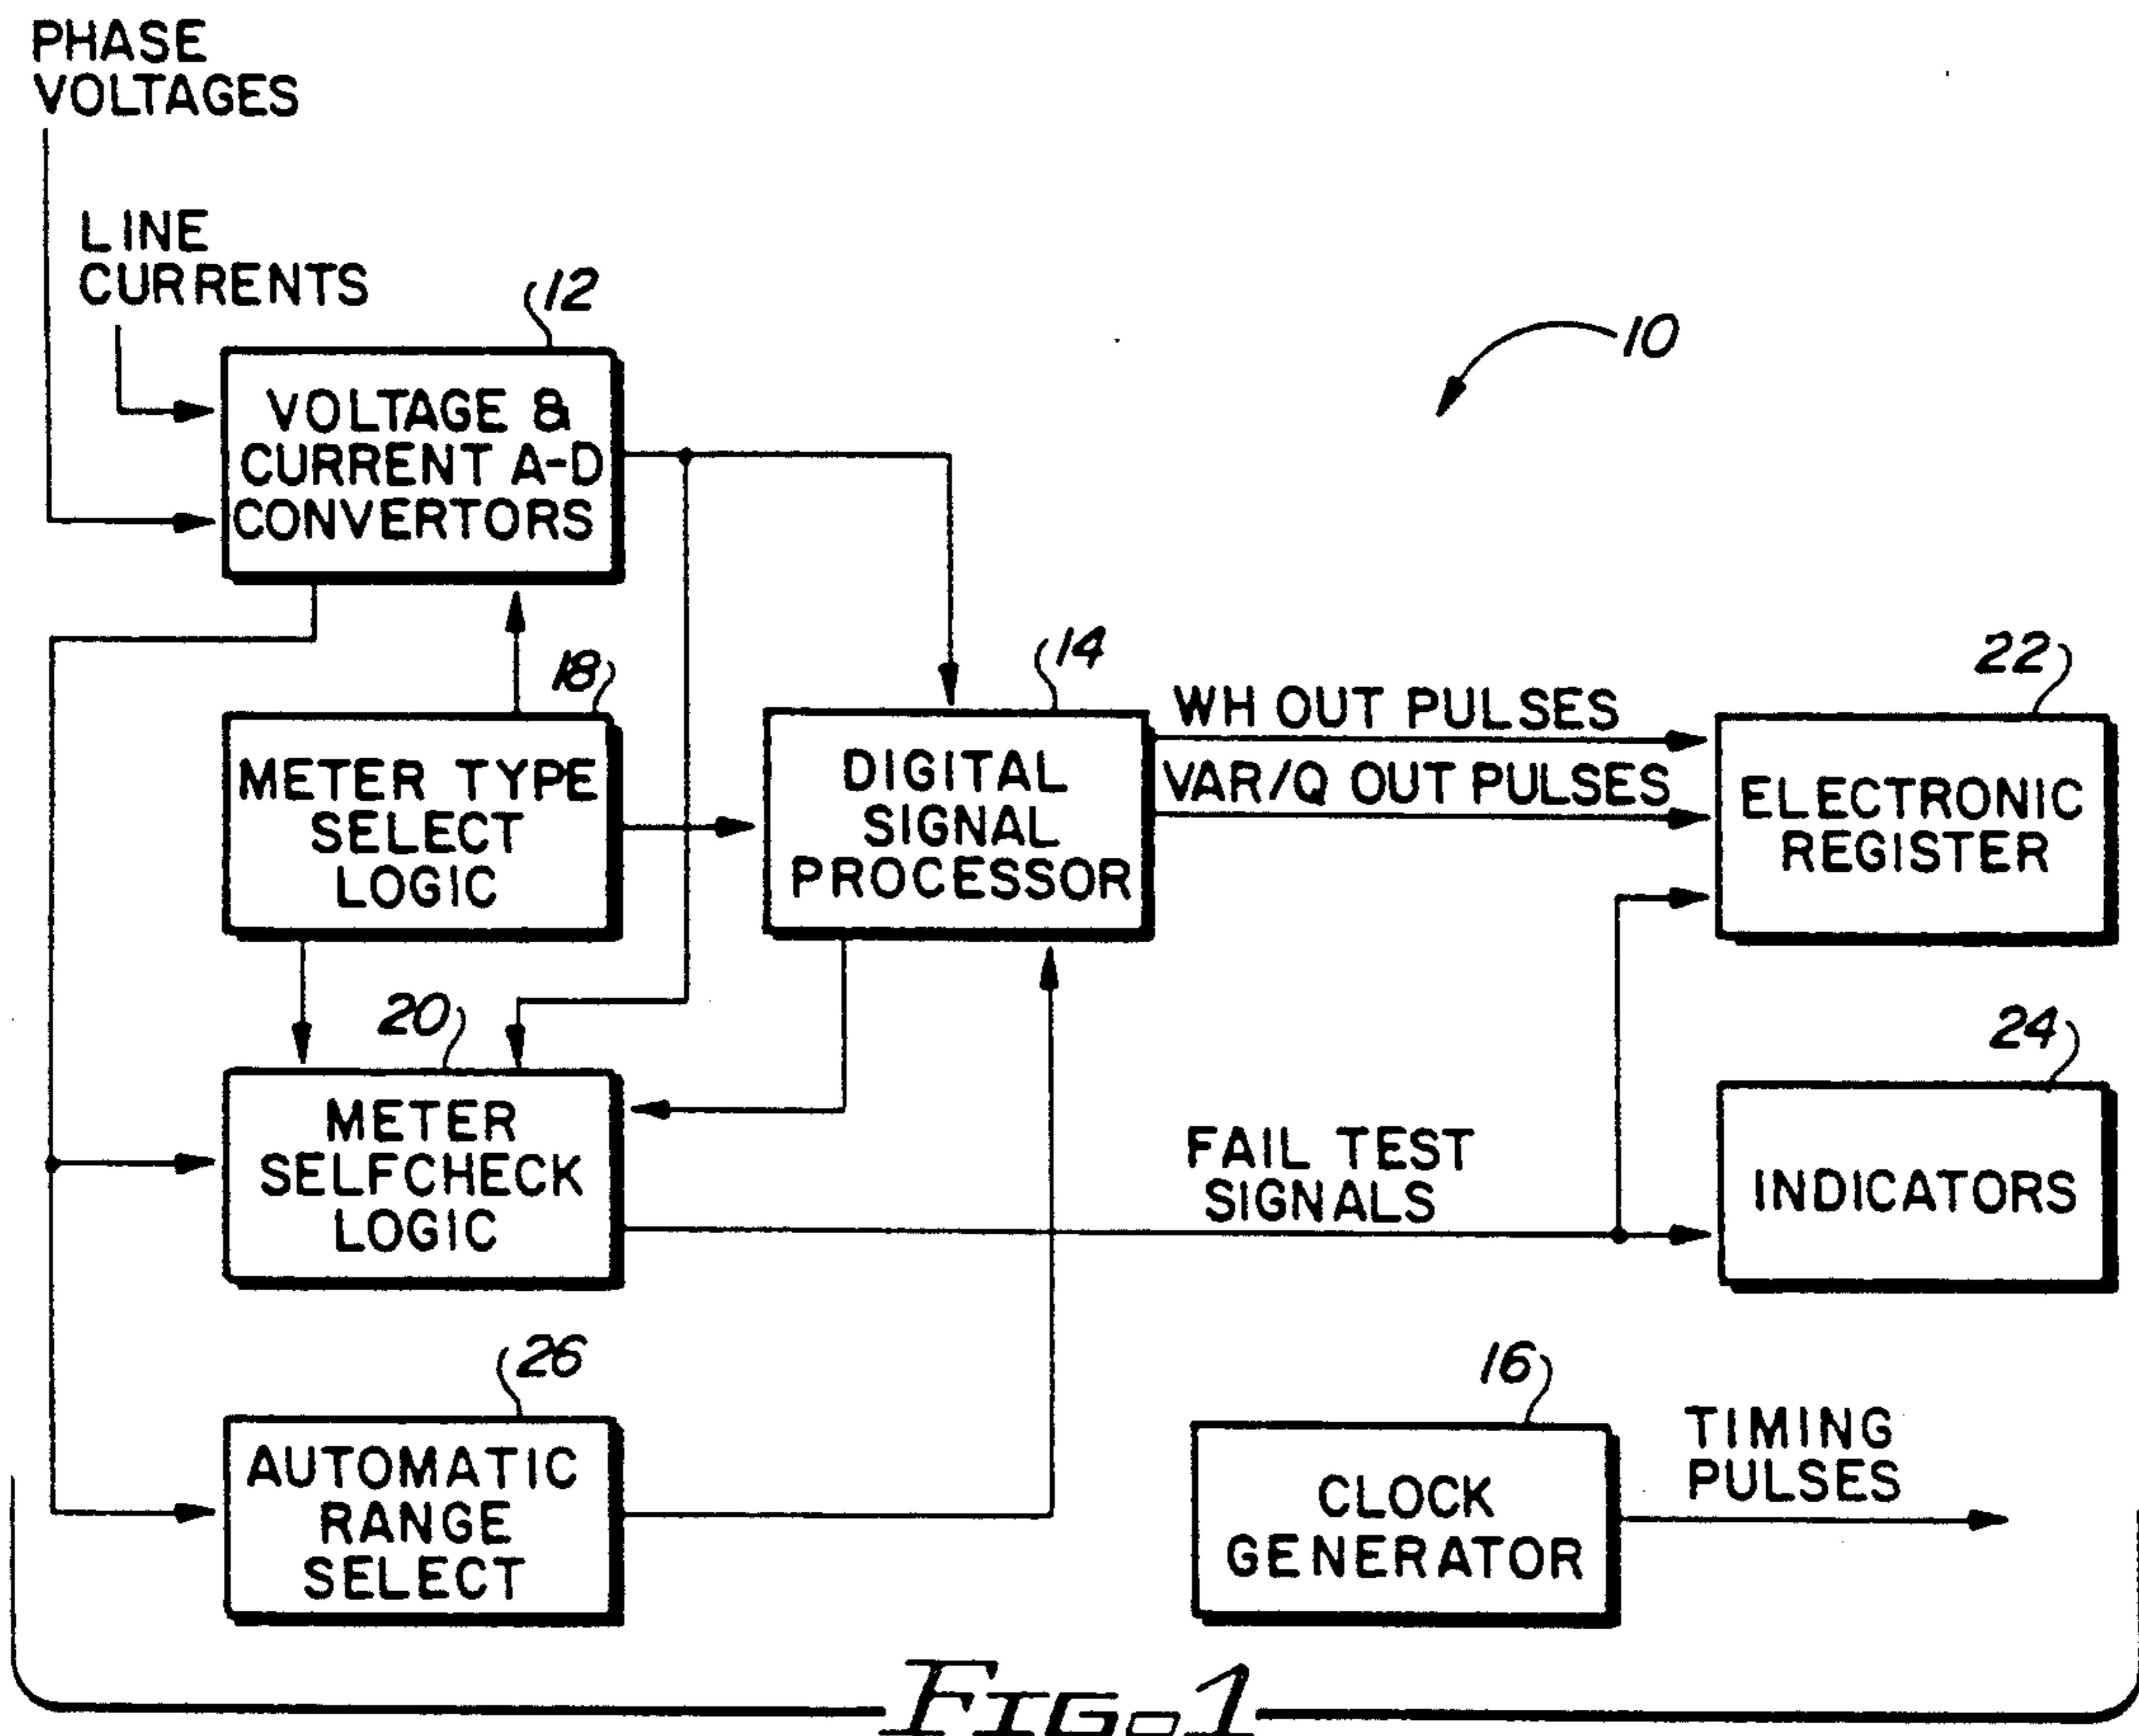 PHASE
VOLTAGES
LINE
CURRENTS
12
10
VOLTAGE &
CURRENT A-D
CONVERTORS
18
14
22
METER TYPE
SELECT
LOGIC
DIGITAL
SIGNAL
PROCESSOR
WH OUT PULSES
VAR/Q OUT PULSES
ELECTRONIC
REGISTER
20
24
METER
SELFCHECK
LOGIC
FAIL TEST
SIGNALS
INDICATORS
26
16
AUTOMATIC
RANGE
SELECT
CLOCK
GENERATOR
TIMING
PULSES
FIG. 1